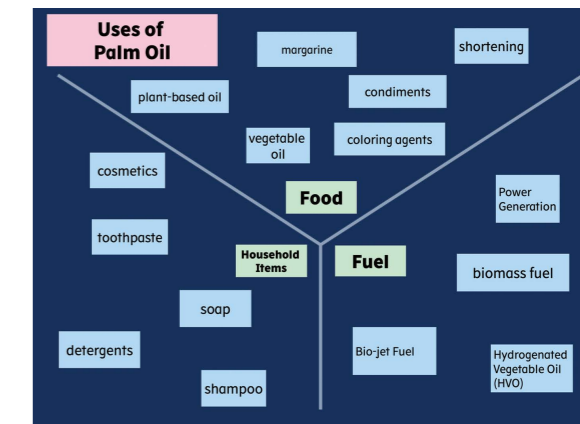 Uses of
Palm Oil
margarine
shortening
plant-based oil
condiments
vegetable
oil
coloring agents
Food
cosmetics
toothpaste
Household
Items
soap
detergents
shampoo
Fuel
Power
Generation
biomass fuel
Bio-jet Fuel
Hydrogenated
Vegetable Oil
(HVO)